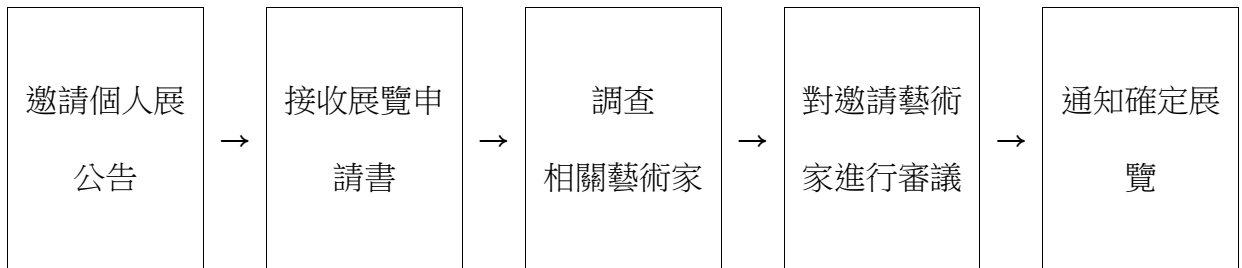 邀請個人展
公告
→
接收展覽申
請書
→
調查
相關藝術家
→
對邀請藝術
家進行審議
→
通知確定展
覽